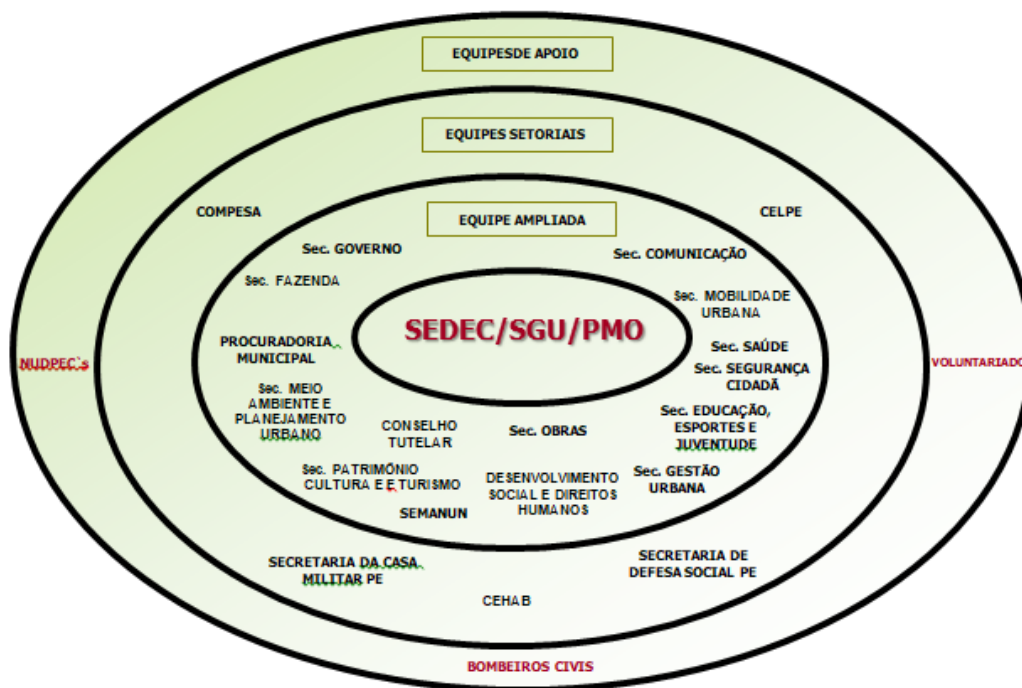 EQUIPESDE APOIO
EQUIPES SETORIAIS
COMPESA
CELPE
EQUIPE AMPLIADA
Sec. GOVERNO
Sec. COMUNICAÇÃO
Sec. FAZENDA
Sec. MOBILIDADE
URBANA
SEDEC/SGU/PMO
PROCURADORIA
MUNICIPAL
Sec. SAÚDE
NUDPEC`s
VOLUNTARIADO
Sec. SEGURANÇA
CIDADÃ
Sec. MEIO
AMBIENTE E
PLANEJAMENTO
URBANO
CONSELHO
TUTELAR
Sec. OBRAS
Sec. EDUCAÇÃO,
ESPORTES E
JUVENTUDE
Sec. PATRIMÔNIO
CULTURA E E TURISMO
DESENVOLVIMENTO
SOCIAL E DIREITOS
HUMANOS
Sec. GESTÃO
URBANA
SEMANUN
SECRETARIA DA CASA
MILITAR PE
SECRETARIA DE
DEFESA SOCIAL PE
CEHAB
BOMBEIROS CIVIS